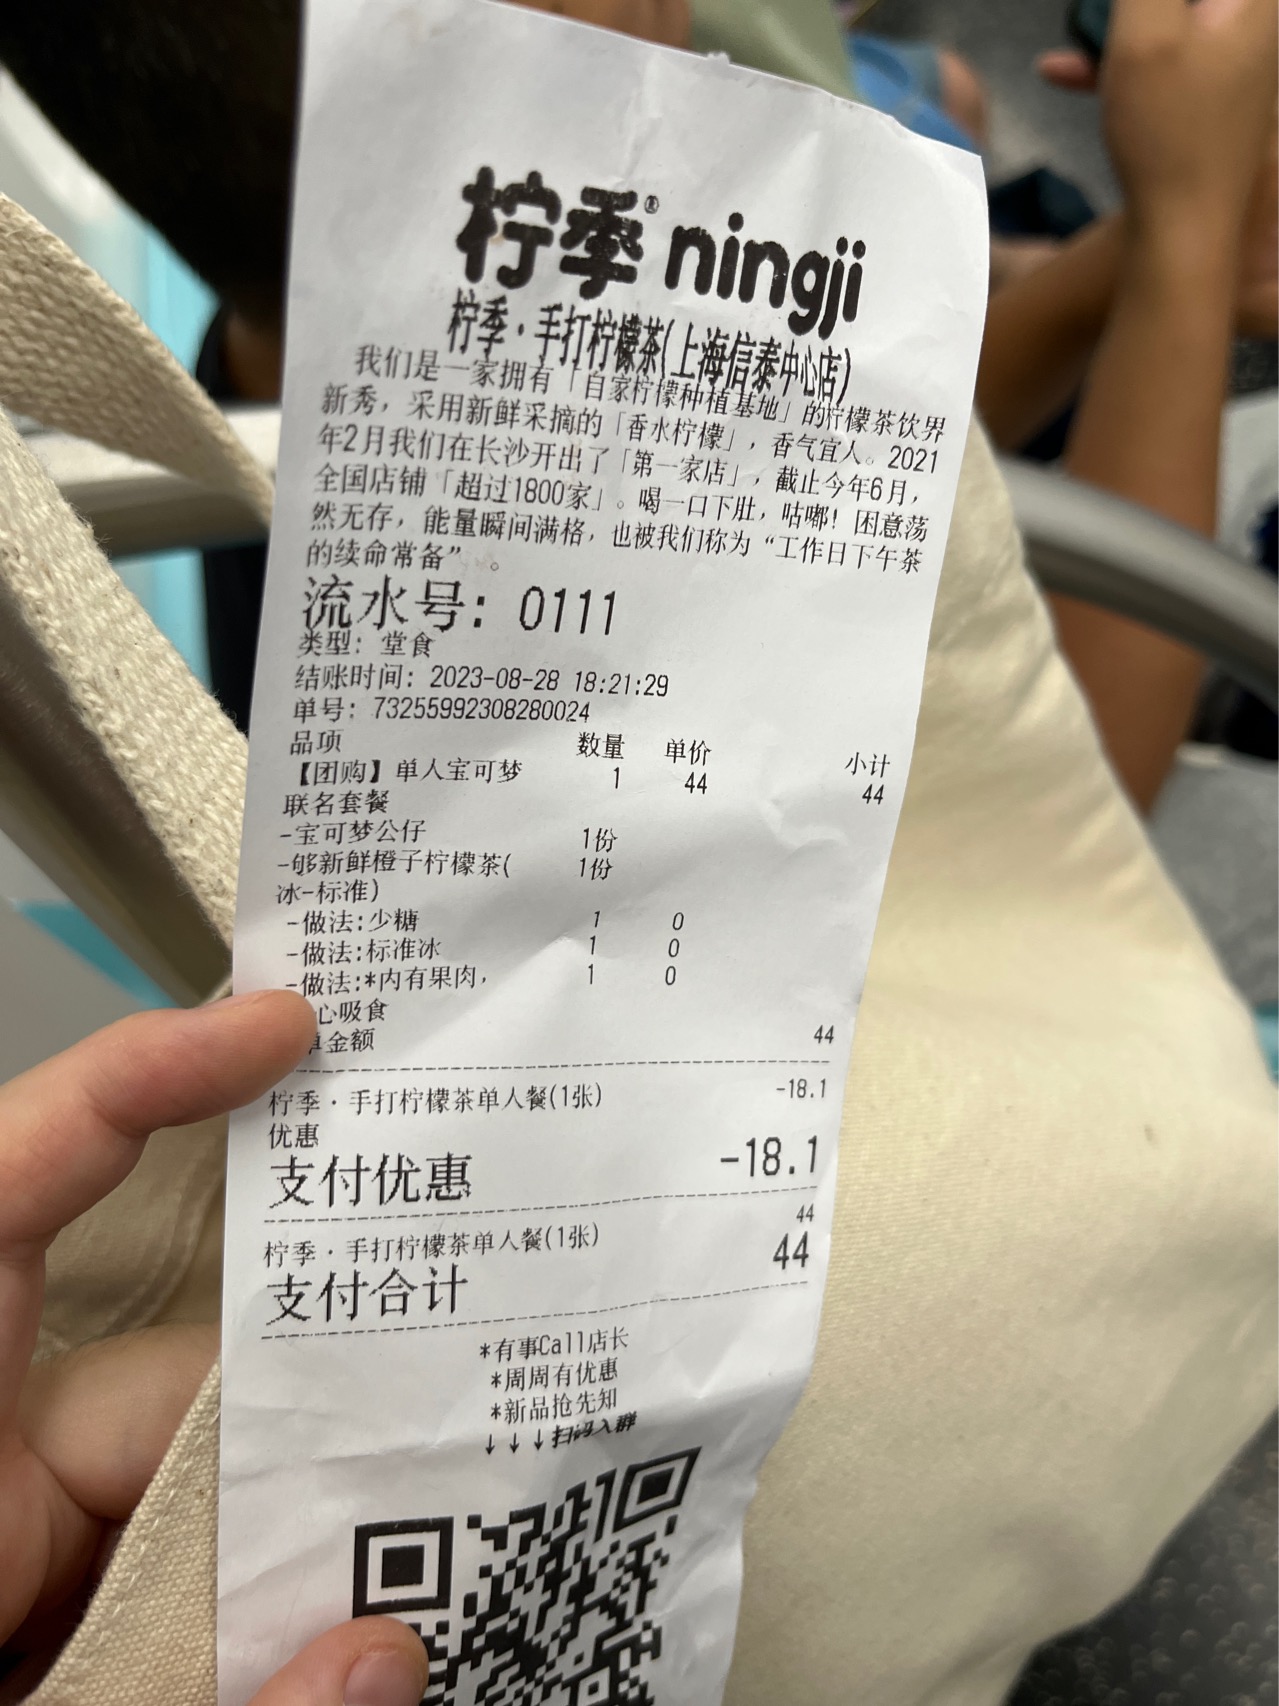 柠季® ningji
柠季·手打柠檬茶(上海信泰中心店)
我们是一家拥有「自家柠檬种植基地」的柠檬茶饮界
新秀，采用新鲜采摘的「香水柠檬」，香气宜人。2021
年2月我们在长沙开出了「第一家店」，截止今年6月，
全国店铺「超过1800家」。喝一口下肚，咕嘟！困意荡
然无存，能量瞬间满格，也被我们称为“工作日下午茶
的续命常备”。
流水号：0111
类型：堂食
结账时间：2023-08-28 18:21:29
单号：73255992308280024
品项 数量 单价 小计
【团购】单人宝可梦 1 44 44
联名套餐
-宝可梦公仔 1份
-够新鲜橙子柠檬茶( 1份
冰-标准)
-做法:少糖 1 0
-做法:标准冰 1 0
-做法:*内有果肉， 1 0
心吸食
单金额 44
柠季·手打柠檬茶单人餐(1张) -18.1
优惠
支付优惠 -18.1
柠季·手打柠檬茶单人餐(1张) 44
支付合计 44
*有事Call店长
*周周有优惠
*新品抢先知
↓↓↓扫码入群